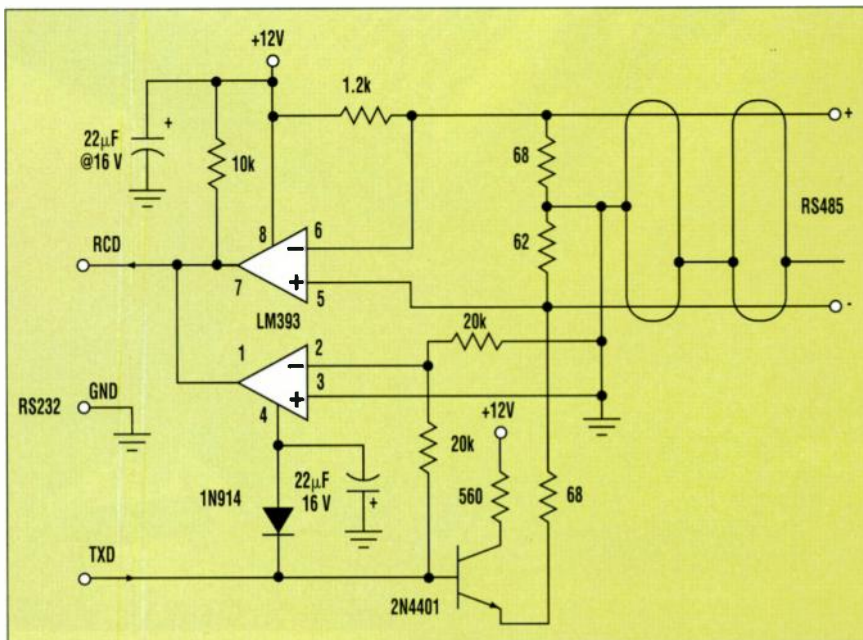 +12V
1.2k
+
22µF
@16 V
10k
68
+
RS485
62
-
8
6
−
RCD
7
+
5
LM393
20k
1
2
−
3
+
4
GND
RS232
+12V
20k
22µF
16 V
+
1N914
560
68
TXD
2N4401